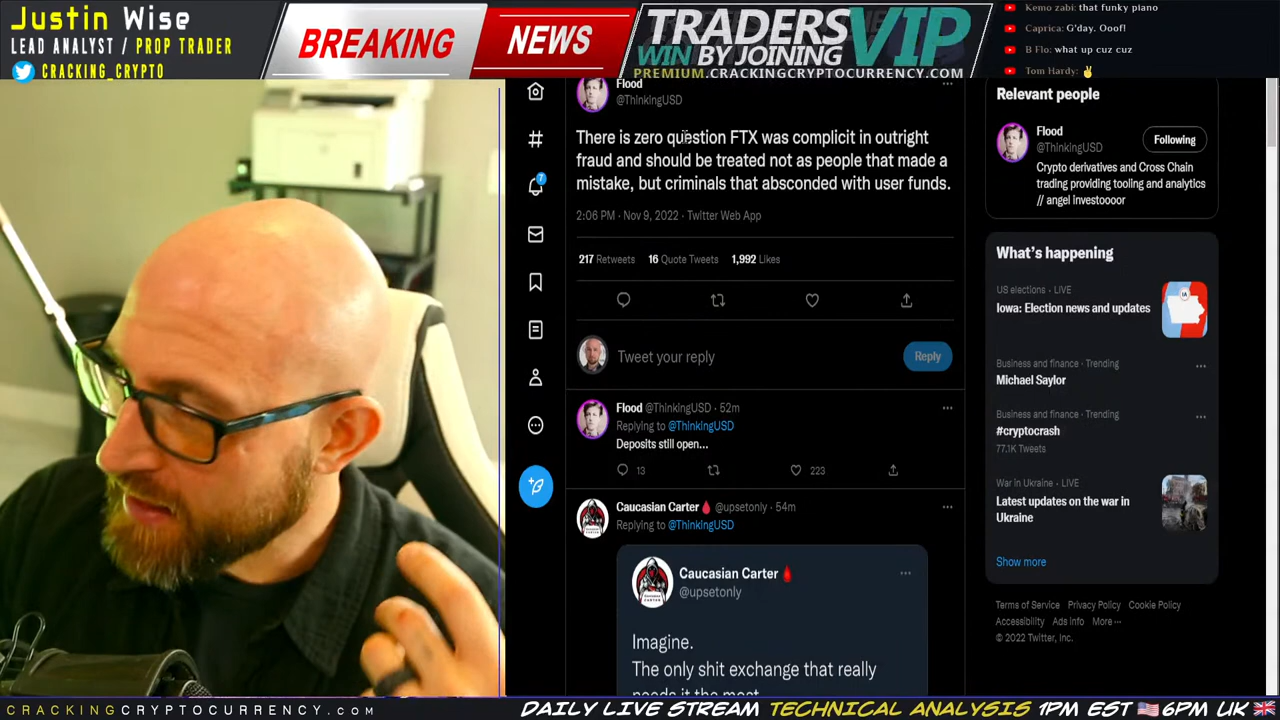 Justin Wise
LEAD ANALYST / PROP TRADER
CRACKING_CRYPTO
BREAKING
NEWS
TRADERS
WIN BY JOINING
VIP
PREMIUM.CRACKINGCRYPTOCURRENCY.COM
Kemo zabi: that funky piano
Caprica: G'day. Ooof!
B Flo: what up cuz cuz
Tom Hardy: ✌
7
Flood
@ThinkingUSD
There is zero question FTX was complicit in outright
fraud and should be treated not as people that made a
mistake, but criminals that absconded with user funds.
2:06 PM · Nov 9, 2022 · Twitter Web App
217 Retweets 16 Quote Tweets 1,992 Likes
Tweet your reply
Reply
Flood @ThinkingUSD · 52m
Replying to @ThinkingUSD
Deposits still open...
13
223
Caucasian Carter🩸 @upsetonly · 54m
Replying to @ThinkingUSD
Caucasian Carter🩸
@upsetonly
Imagine.
The only shit exchange that really
needs it the most
Relevant people
Flood
@ThinkingUSD
Following
Crypto derivatives and Cross Chain
trading providing tooling and analytics
// angel investoooor
What's happening
US elections · LIVE
Iowa: Election news and updates
IA
Business and finance · Trending
Michael Saylor
Business and finance · Trending
#cryptocrash
77.1K Tweets
War in Ukraine · LIVE
Latest updates on the war in
Ukraine
Show more
Terms of Service Privacy Policy Cookie Policy
Accessibility Ads info More ···
© 2022 Twitter, Inc.
CRACKINGCRYPTOCURRENCY.com
DAILY LIVE STREAM TECHNICAL ANALYSIS 1PM EST 🇺🇸 6PM UK 🇬🇧